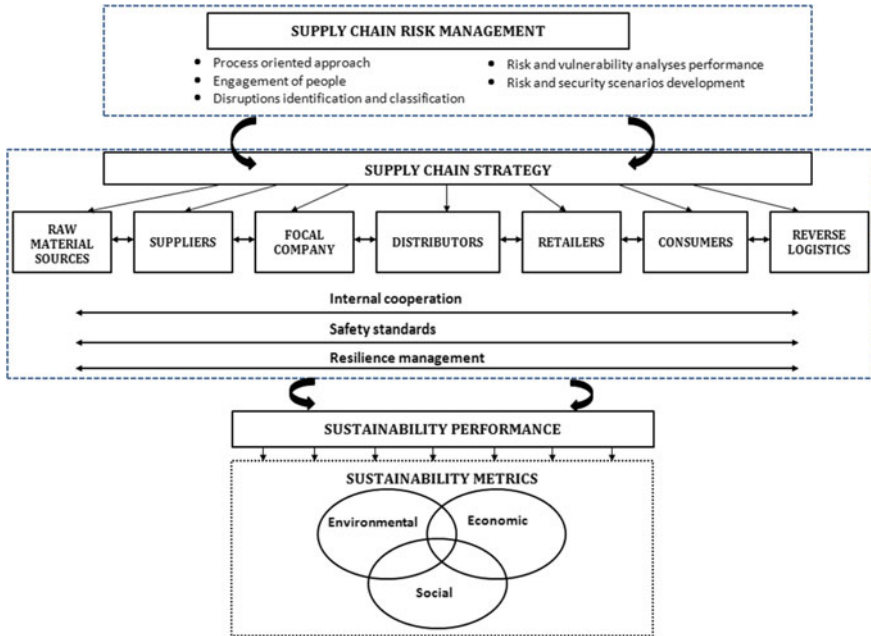 SUPPLY CHAIN RISK MANAGEMENT
• Process oriented approach
• Engagement of people
• Disruptions identification and classification
• Risk and vulnerability analyses performance
• Risk and security scenarios development
SUPPLY CHAIN STRATEGY
RAW
MATERIAL
SOURCES
SUPPLIERS
FOCAL
COMPANY
DISTRIBUTORS
RETAILERS
CONSUMERS
REVERSE
LOGISTICS
Internal cooperation
Safety standards
Resilience management
SUSTAINABILITY PERFORMANCE
SUSTAINABILITY METRICS
Environmental
Economic
Social